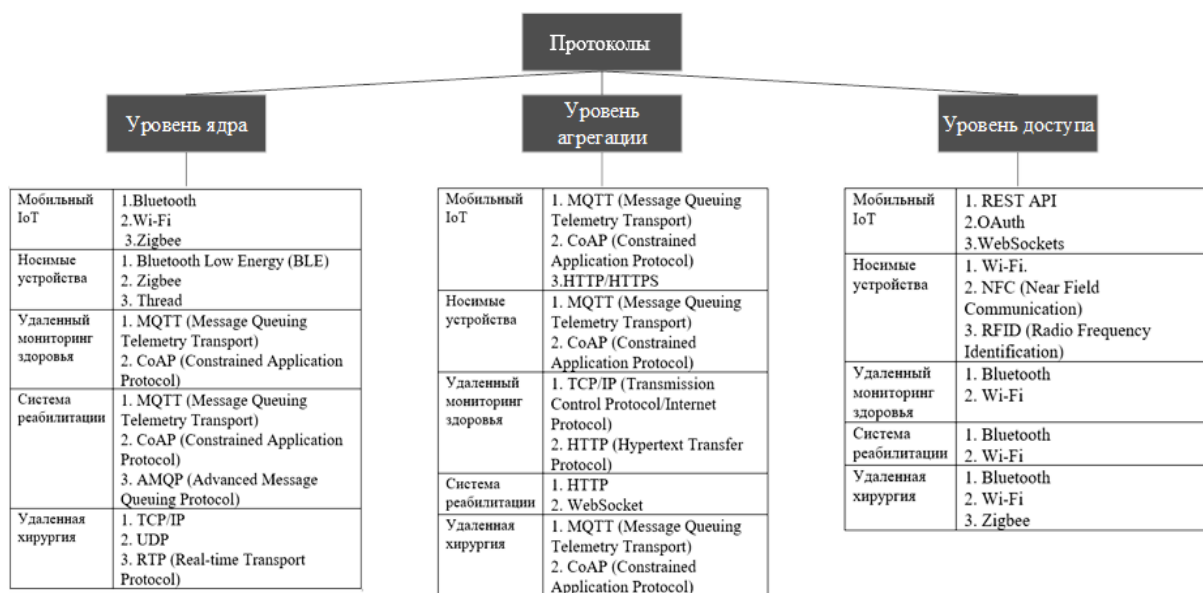 Протоколы
Уровень ядра
Мобильный
IoT
1.Bluetooth
2.Wi-Fi
3.Zigbee
Носимые
устройства
1. Bluetooth Low Energy (BLE)
2. Zigbee
3. Thread
Удаленный
мониторинг
здоровья
1. MQTT (Message Queuing
Telemetry Transport)
2. CoAP (Constrained Application
Protocol)
Система
реабилитации
1. MQTT (Message Queuing
Telemetry Transport)
2. CoAP (Constrained Application
Protocol)
3. AMQP (Advanced Message
Queuing Protocol)
Удаленная
хирургия
1. TCP/IP
2. UDP
3. RTP (Real-time Transport
Protocol)
Уровень
агрегации
Мобильный
IoT
1. MQTT (Message Queuing
Telemetry Transport)
2. CoAP (Constrained
Application Protocol)
3.HTTP/HTTPS
Носимые
устройства
1. MQTT (Message Queuing
Telemetry Transport)
2. CoAP (Constrained
Application Protocol)
Удаленный
мониторинг
здоровья
1. TCP/IP (Transmission
Control Protocol/Internet
Protocol)
2. HTTP (Hypertext Transfer
Protocol)
Система
реабилитации
1. HTTP
2. WebSocket
Удаленная
хирургия
1. MQTT (Message Queuing
Telemetry Transport)
2. CoAP (Constrained
Application Protocol)
Уровень доступа
Мобильный
IoT
1. REST API
2.OAuth
3.WebSockets
Носимые
устройства
1. Wi-Fi.
2. NFC (Near Field
Communication)
3. RFID (Radio Frequency
Identification)
Удаленный
мониторинг
здоровья
1. Bluetooth
2. Wi-Fi
Система
реабилитации
1. Bluetooth
2. Wi-Fi
Удаленная
хирургия
1. Bluetooth
2. Wi-Fi
3. Zigbee